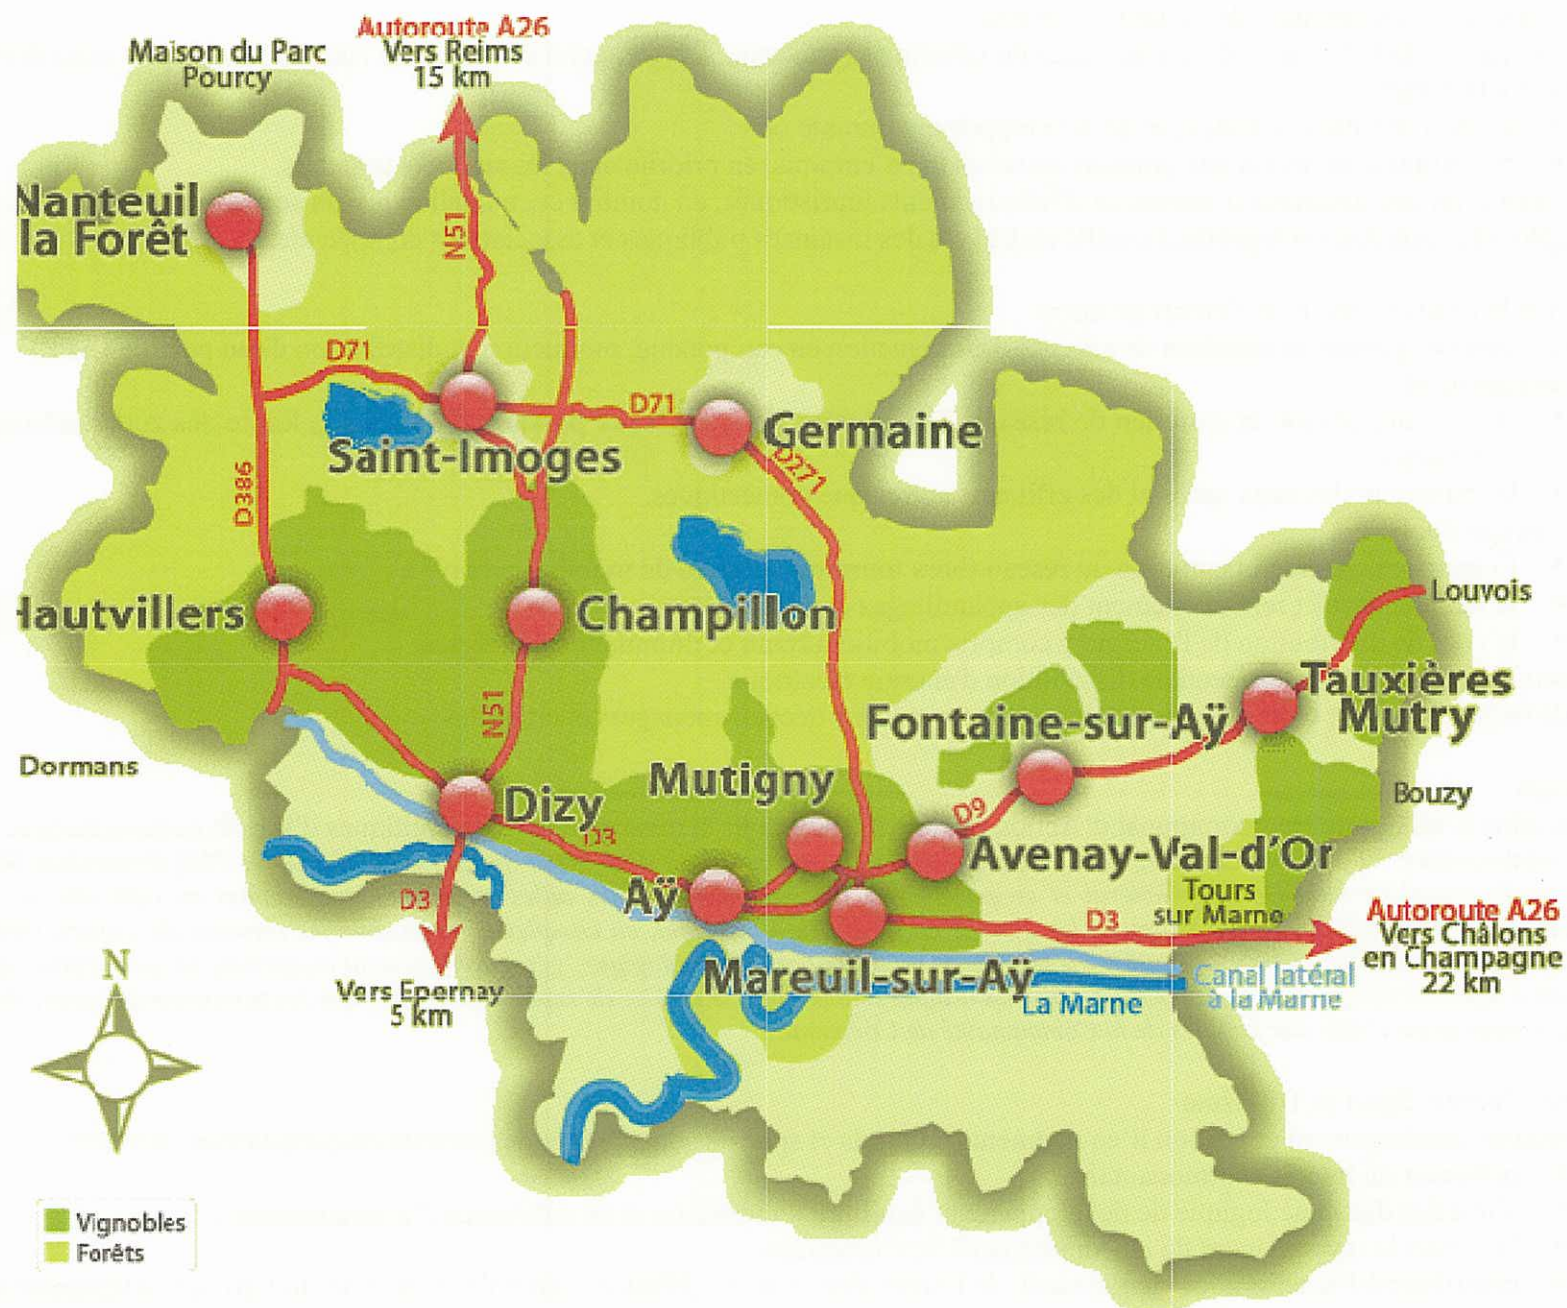 Autoroute A26
Vers Reims
15 km
Maison du Parc
Pourcy
Nanteuil
la Forêt
N51
D71
D71
Germaine
Saint-Imoges
D271
D386
Hautvillers
Champillon
Louvois
Tauxières
Mutry
Fontaine-sur-Aÿ
N51
Dormans
Mutigny
Bouzy
Dizy
D3
D9
Avenay-Val-d'Or
Aÿ
D3
Tours
sur Marne
D3
Autoroute A26
Vers Châlons
en Champagne
22 km
Mareuil-sur-Aÿ
Canal latéral
à la Marne
La Marne
Vers Epernay
5 km
N
Vignobles
Forêts